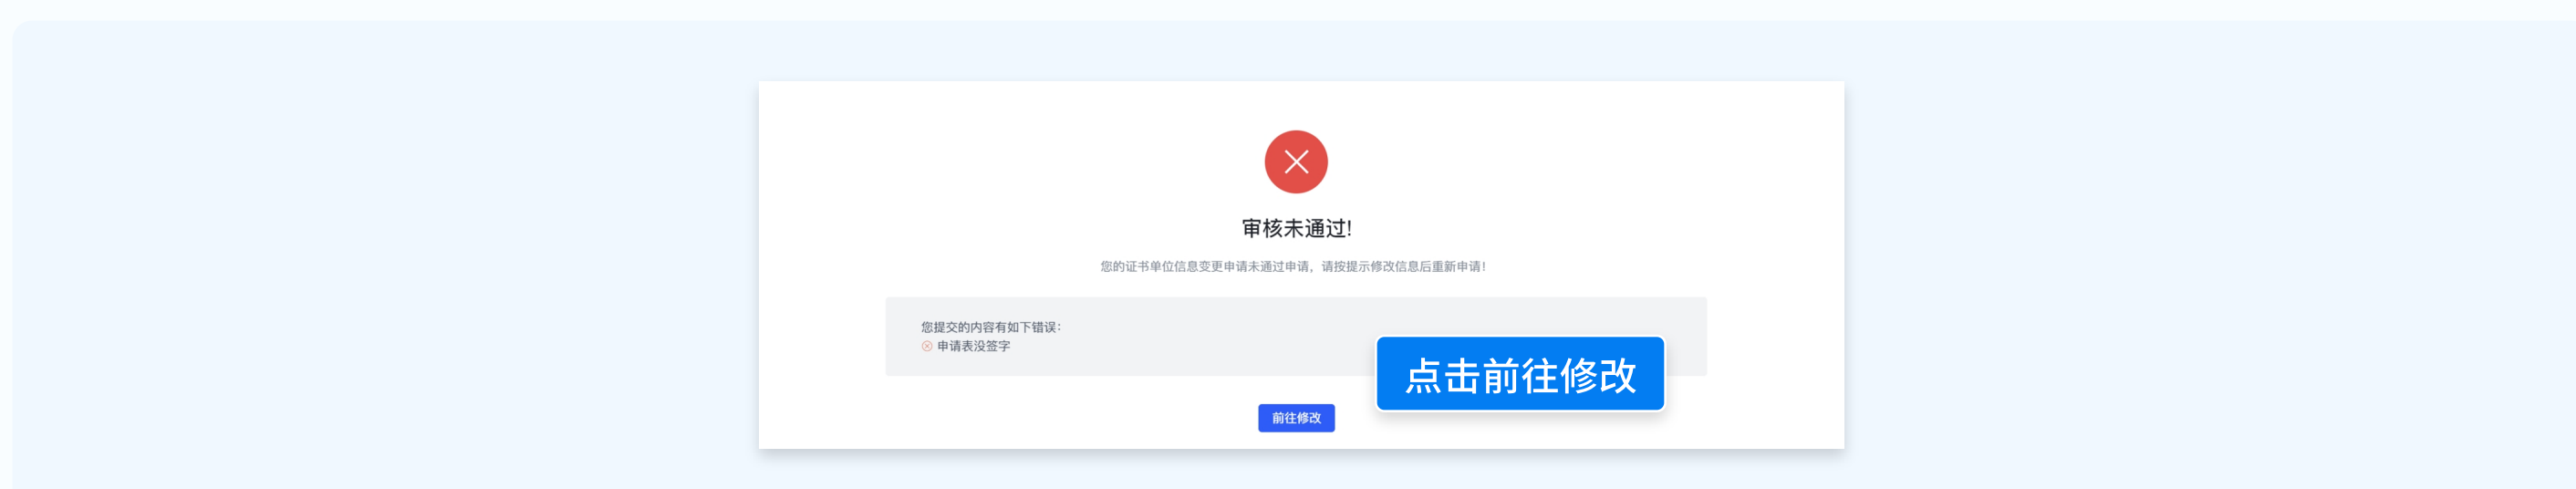 审核未通过!
您的证书单位信息变更申请未通过申请，请按提示修改信息后重新申请!
您提交的内容有如下错误:
申请表没签字
点击前往修改
前往修改